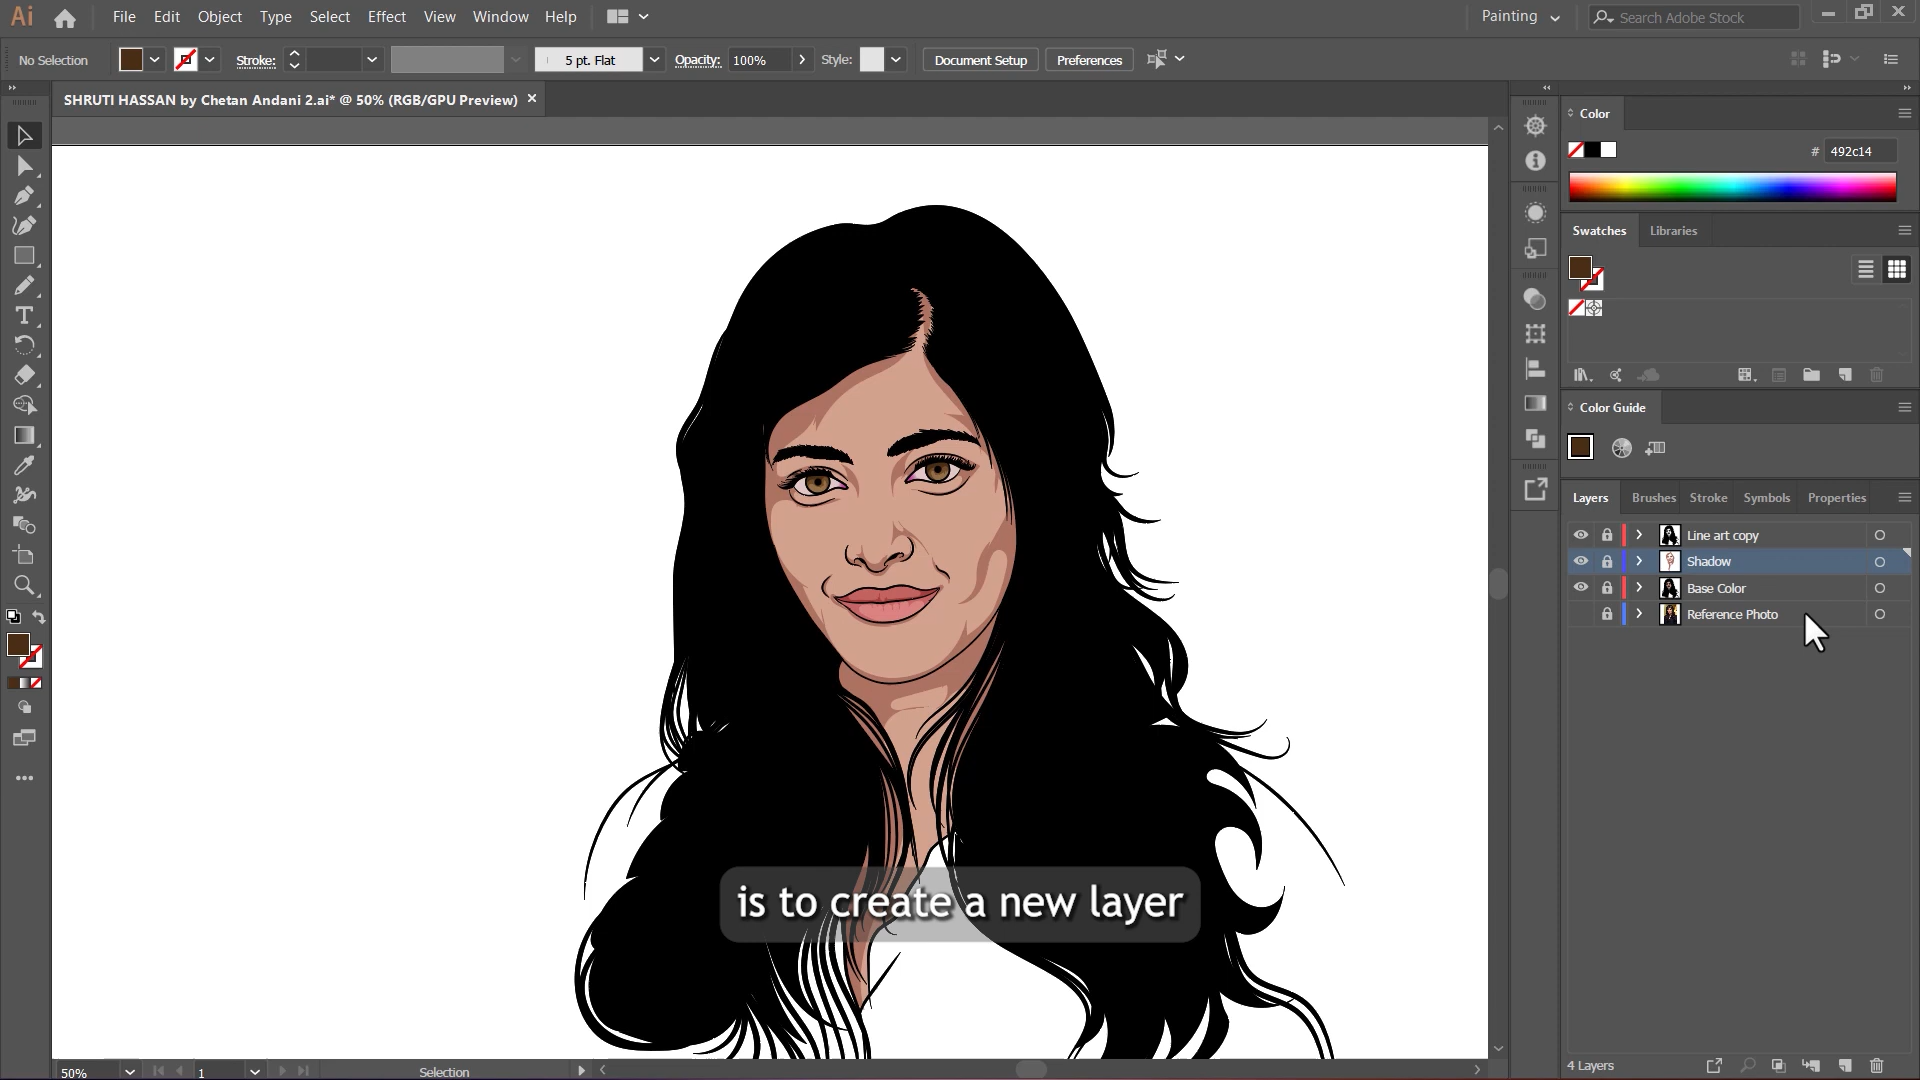 Ai File Edit Object Type Select Effect View Window Help Painting Search Adobe Stock
No Selection Stroke: 5 pt. Flat Opacity: 100% Style: Document Setup Preferences
SHRUTI HASSAN by Chetan Andani 2.ai* @ 50% (RGB/GPU Preview)
Color
# 492c14
Swatches Libraries
Color Guide
Layers Brushes Stroke Symbols Properties
Line art copy
Shadow
Base Color
Reference Photo
is to create a new layer
4 Layers
50% 1 Selection